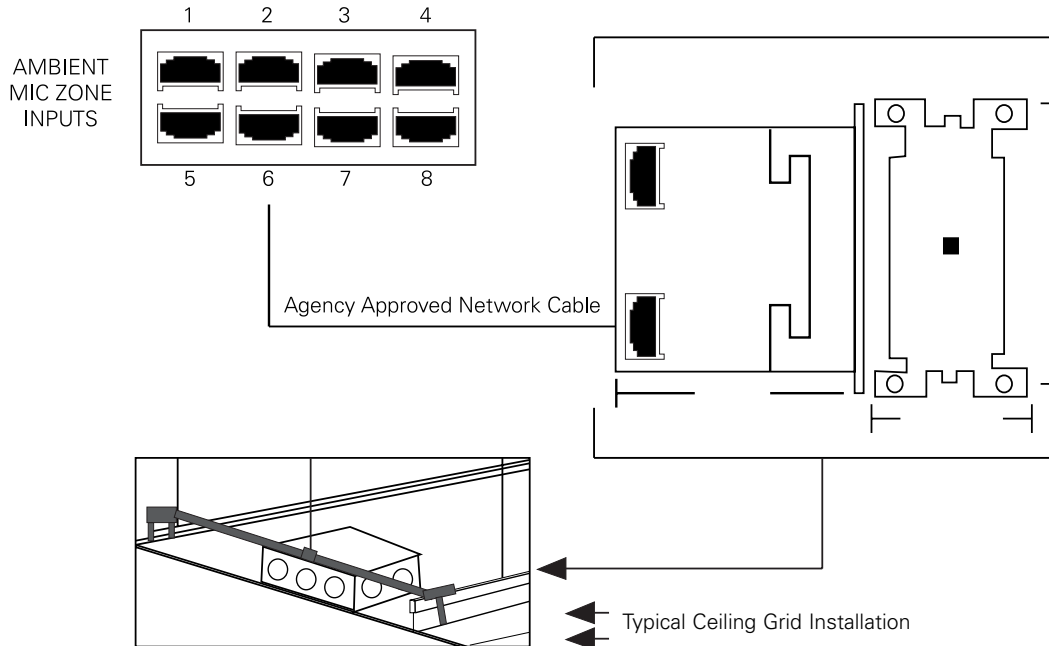 1 2 3 4
AMBIENT
MIC ZONE
INPUTS
5 6 7 8
Agency Approved Network Cable
Typical Ceiling Grid Installation